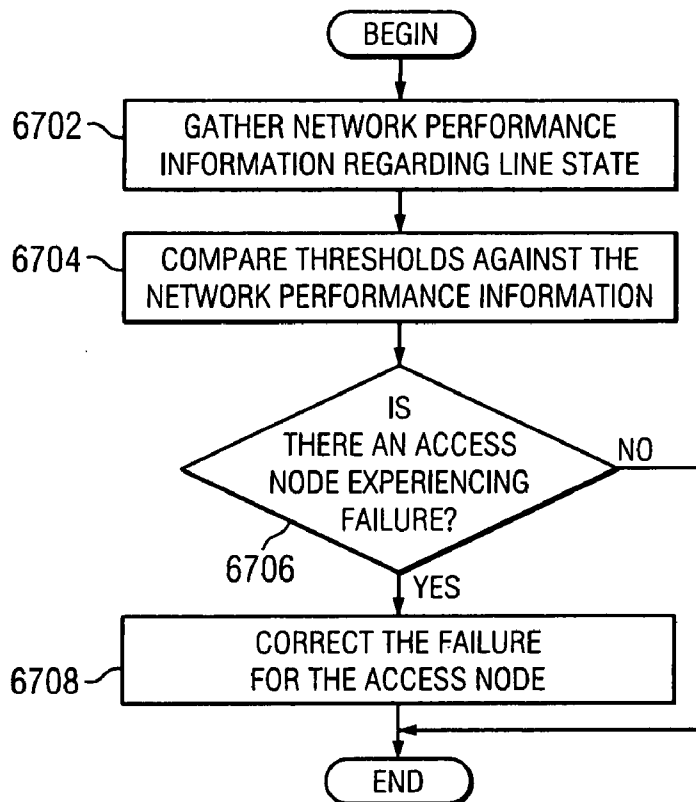 BEGIN
6702
GATHER NETWORK PERFORMANCE
INFORMATION REGARDING LINE STATE
6704
COMPARE THRESHOLDS AGAINST THE
NETWORK PERFORMANCE INFORMATION
IS
THERE AN ACCESS
NODE EXPERIENCING
FAILURE?
NO
6706
YES
6708
CORRECT THE FAILURE
FOR THE ACCESS NODE
END